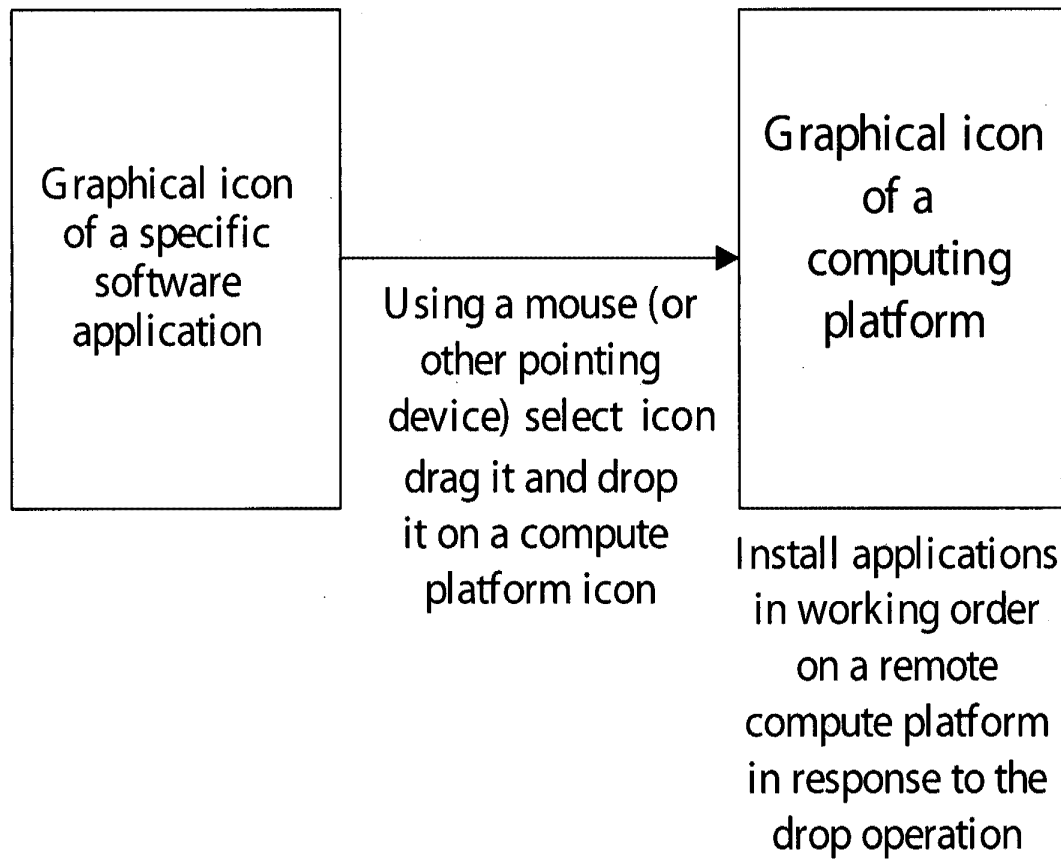 Graphical icon
of a specific
software
application
Using a mouse (or
other pointing
device) select icon
drag it and drop
it on a compute
platform icon
Graphical icon
of a
computing
platform
Install applications
in working order
on a remote
compute platform
in response to the
drop operation